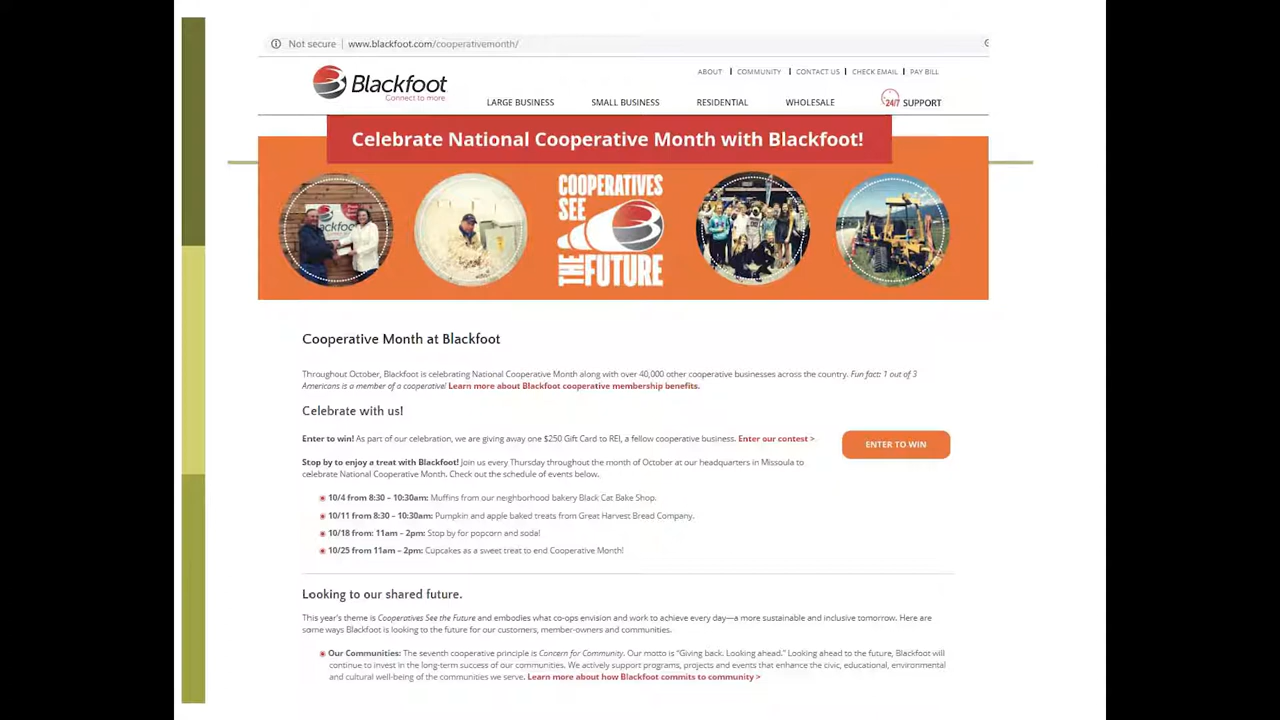 Not secure | www.blackfoot.com/cooperativemonth/
ABOUT | COMMUNITY | CONTACT US | CHECK EMAIL | PAY BILL
Blackfoot
Connect to more
LARGE BUSINESS SMALL BUSINESS RESIDENTIAL WHOLESALE 24/7 SUPPORT
Celebrate National Cooperative Month with Blackfoot!
COOPERATIVES
SEE
THE FUTURE
Cooperative Month at Blackfoot
Throughout October, Blackfoot is celebrating National Cooperative Month along with over 40,000 other cooperative businesses across the country. Fun fact: 1 out of 3
Americans is a member of a cooperative! Learn more about Blackfoot cooperative membership benefits.
Celebrate with us!
Enter to win! As part of our celebration, we are giving away one $250 Gift Card to REI, a fellow cooperative business. Enter our contest >
ENTER TO WIN
Stop by to enjoy a treat with Blackfoot! Join us every Thursday throughout the month of October at our headquarters in Missoula to
celebrate National Cooperative Month. Check out the schedule of events below.
10/4 from 8:30 – 10:30am: Muffins from our neighborhood bakery Black Cat Bake Shop.
10/11 from 8:30 – 10:30am: Pumpkin and apple baked treats from Great Harvest Bread Company.
10/18 from: 11am – 2pm: Stop by for popcorn and soda!
10/25 from 11am – 2pm: Cupcakes as a sweet treat to end Cooperative Month!
Looking to our shared future.
This year's theme is Cooperatives See the Future and embodies what co-ops envision and work to achieve every day—a more sustainable and inclusive tomorrow. Here are
some ways Blackfoot is looking to the future for our customers, member-owners and communities.
Our Communities: The seventh cooperative principle is Concern for Community. Our motto is "Giving back. Looking ahead." Looking ahead to the future, Blackfoot will
continue to invest in the long-term success of our communities. We actively support programs, projects and events that enhance the civic, educational, environmental
and cultural well-being of the communities we serve. Learn more about how Blackfoot commits to community >